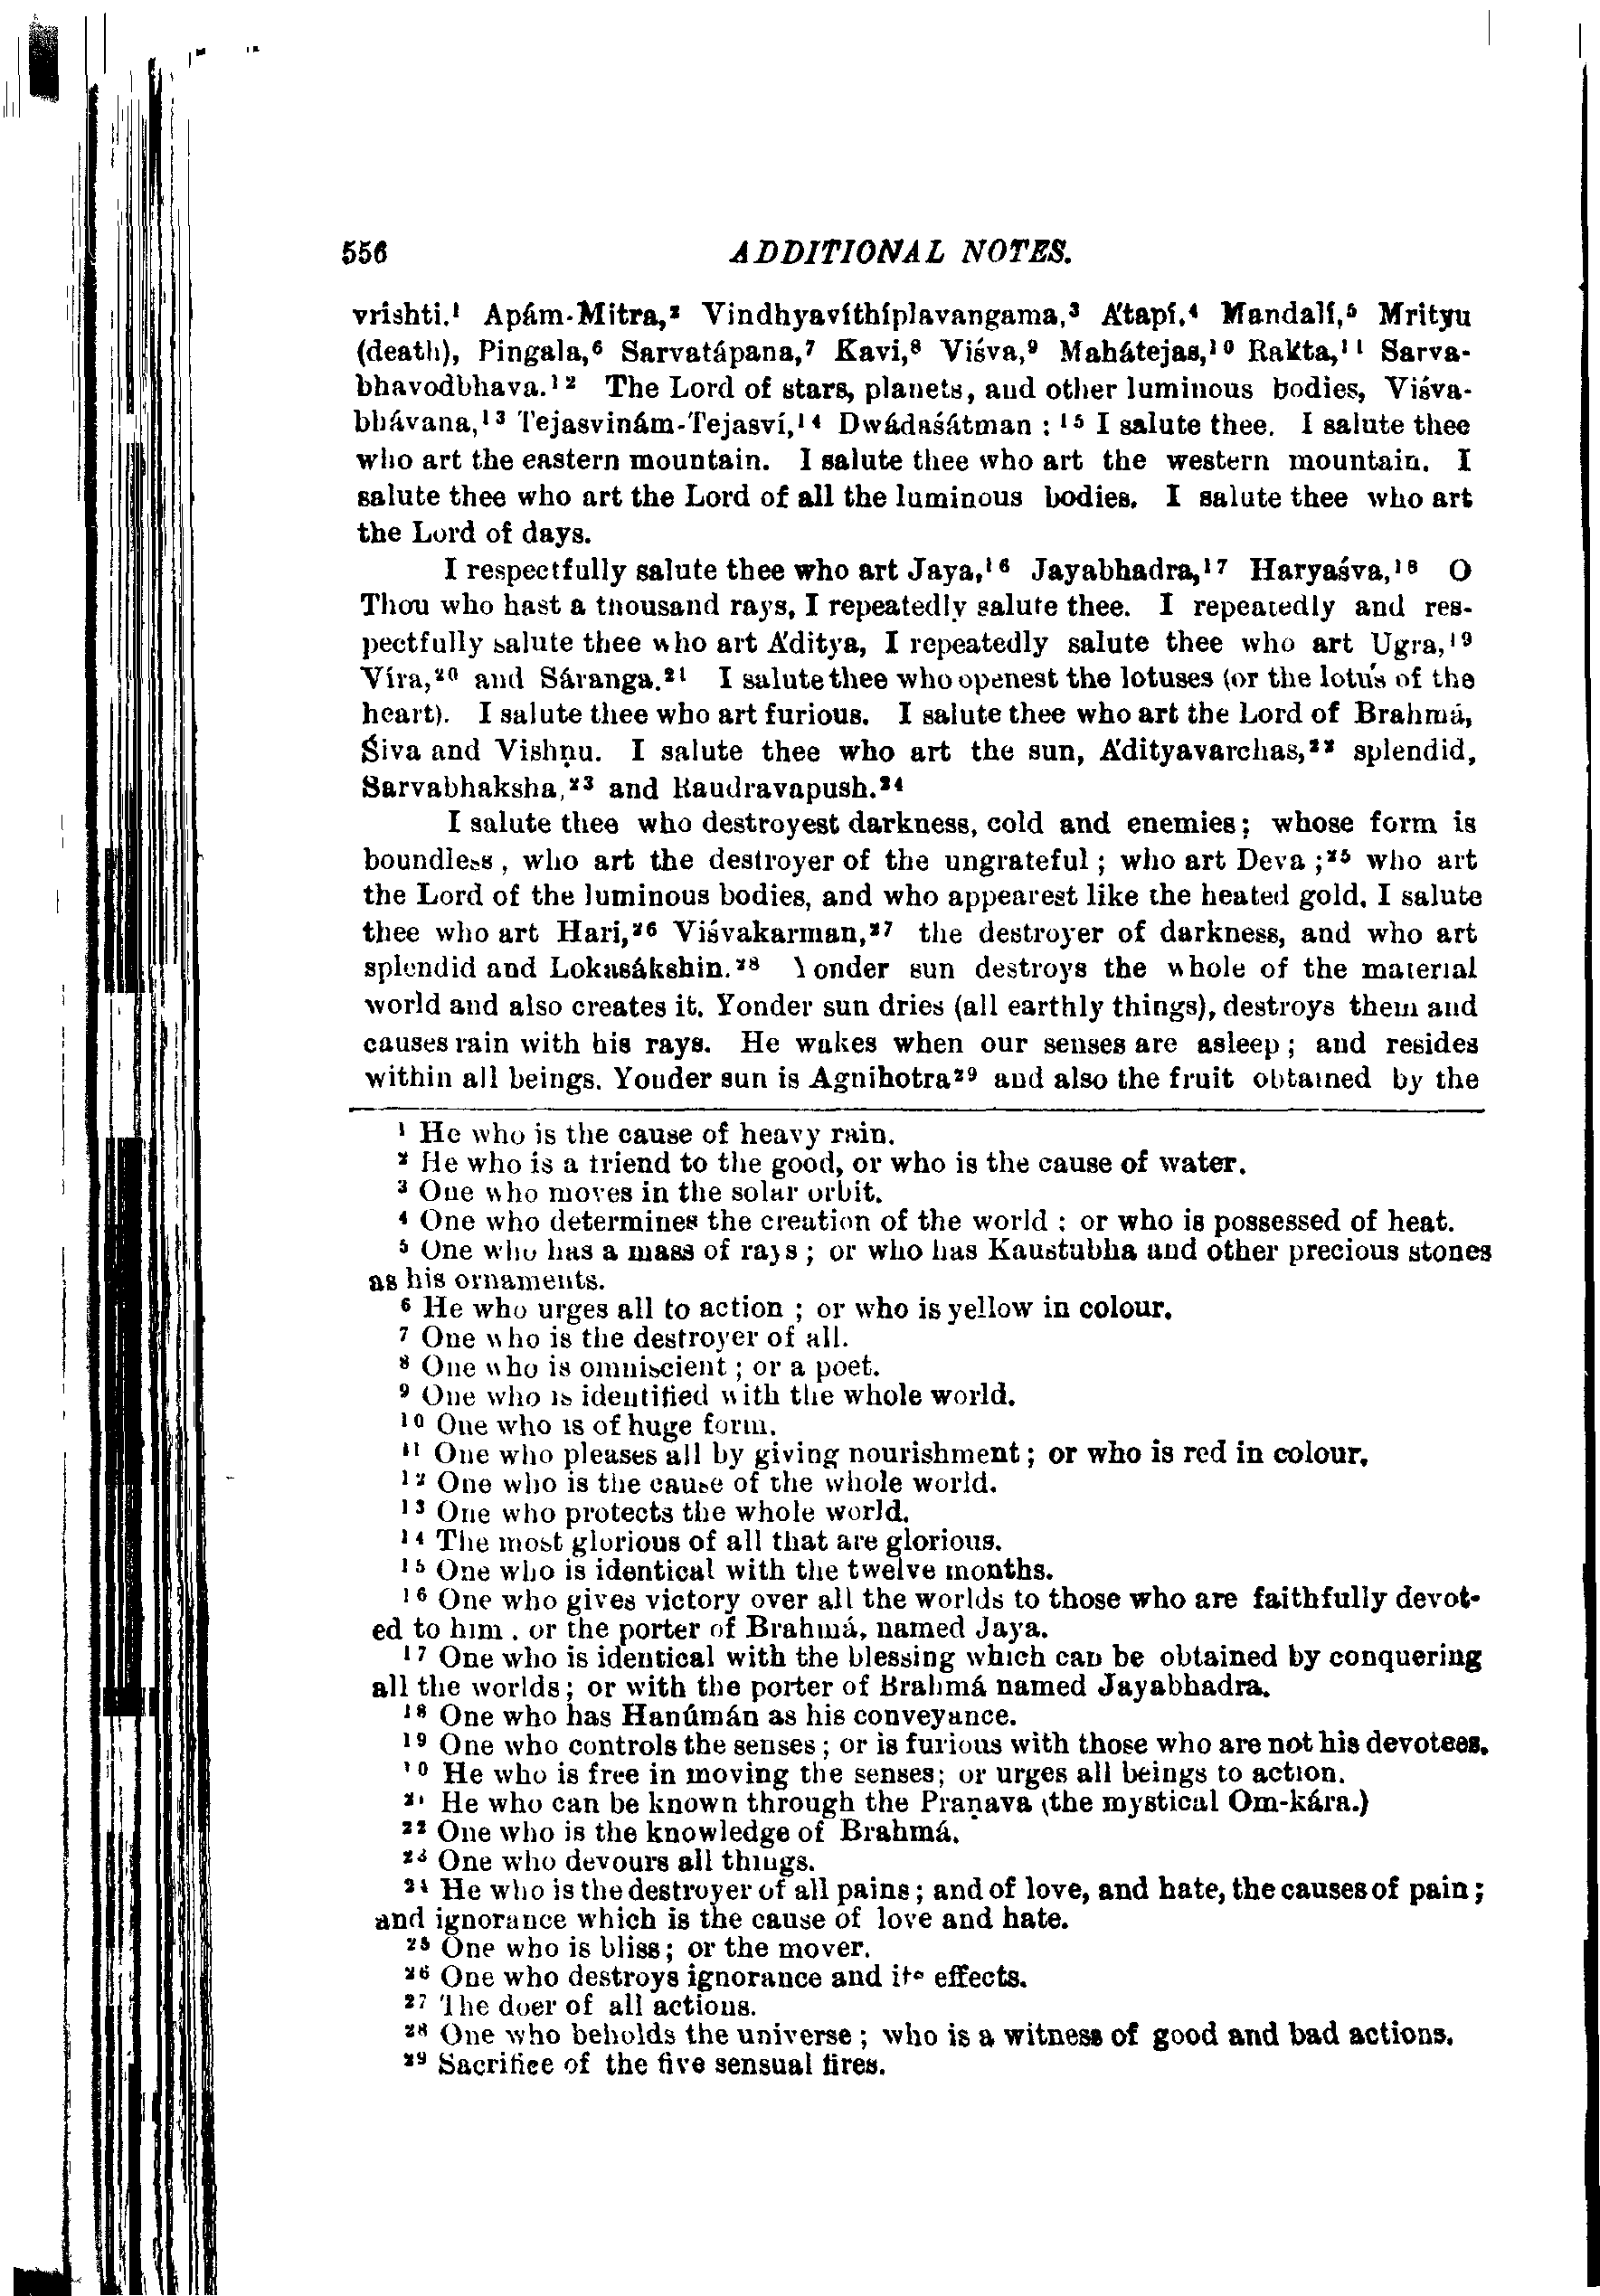 556 ADDITIONAL NOTES.
vrishti.¹ Apám-Mitra,² Vindhyavíthíplavangama,³ A'tapí,⁴ Mandalí,⁵ Mrityu
(death), Pingala,⁶ Sarvatápana,⁷ Kavi,⁸ Viśva,⁹ Mahátejas,¹⁰ Rakta,¹¹ Sarva-
bhavodbhava.¹² The Lord of stars, planets, and other luminous bodies, Viśva-
bhávana,¹³ Tejasvinám-Tejasví,¹⁴ Dwádaśátman :¹⁵ I salute thee. I salute thee
who art the eastern mountain. I salute thee who art the western mountain. I
salute thee who art the Lord of all the luminous bodies. I salute thee who art
the Lord of days.
I respectfully salute thee who art Jaya,¹⁶ Jayabhadra,¹⁷ Haryaśva,¹⁸ O
Thou who hast a thousand rays, I repeatedly salute thee. I repeatedly and res-
pectfully salute thee who art A'ditya, I repeatedly salute thee who art Ugra,¹⁹
Víra,²⁰ and Sáranga.²¹ I salute thee who openest the lotuses (or the lotus of the
heart). I salute thee who art furious. I salute thee who art the Lord of Brahmá,
Śiva and Vishṇu. I salute thee who art the sun, A'dityavarchas,²² splendid,
Sarvabhaksha,²³ and Raudravapush.²⁴
I salute thee who destroyest darkness, cold and enemies; whose form is
boundless, who art the destroyer of the ungrateful ; who art Deva ;²⁵ who art
the Lord of the luminous bodies, and who appearest like the heated gold. I salute
thee who art Hari,²⁶ Viśvakarman,²⁷ the destroyer of darkness, and who art
splendid and Lokasákshin.²⁸ Yonder sun destroys the whole of the material
world and also creates it. Yonder sun dries (all earthly things), destroys them and
causes rain with his rays. He wakes when our senses are asleep ; and resides
within all beings. Yonder sun is Agnihotra²⁹ and also the fruit obtained by the
¹ He who is the cause of heavy rain.
² He who is a friend to the good, or who is the cause of water.
³ One who moves in the solar orbit.
⁴ One who determines the creation of the world : or who is possessed of heat.
⁵ One who has a mass of rays ; or who has Kaustubha and other precious stones
as his ornaments.
⁶ He who urges all to action ; or who is yellow in colour.
⁷ One who is the destroyer of all.
⁸ One who is omniscient ; or a poet.
⁹ One who is identified with the whole world.
¹⁰ One who is of huge form.
¹¹ One who pleases all by giving nourishment ; or who is red in colour.
¹² One who is the cause of the whole world.
¹³ One who protects the whole world.
¹⁴ The most glorious of all that are glorious.
¹⁵ One who is identical with the twelve months.
¹⁶ One who gives victory over all the worlds to those who are faithfully devot-
ed to him . or the porter of Brahmá, named Jaya.
¹⁷ One who is identical with the blessing which can be obtained by conquering
all the worlds ; or with the porter of Brahmá named Jayabhadra.
¹⁸ One who has Hanúmán as his conveyance.
¹⁹ One who controls the senses ; or is furious with those who are not his devotees.
²⁰ He who is free in moving the senses; or urges all beings to action.
²¹ He who can be known through the Praṇava (the mystical Om-kára.)
²² One who is the knowledge of Brahmá.
²³ One who devours all things.
²⁴ He who is the destroyer of all pains ; and of love, and hate, the causes of pain ;
and ignorance which is the cause of love and hate.
²⁵ One who is bliss ; or the mover.
²⁶ One who destroys ignorance and its effects.
²⁷ The doer of all actions.
²⁸ One who beholds the universe ; who is a witness of good and bad actions.
²⁹ Sacrifice of the five sensual fires.